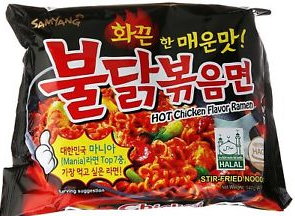 SAMYANG
화끈한 매운맛!
불닭볶음면
HOT Chicken Flavor Ramen
대한민국 마니아
(Mania)라면 Top7중,
가장 먹고 싶은 라면!
HALAL
STIR-FRIED NOOD
serving suggestion